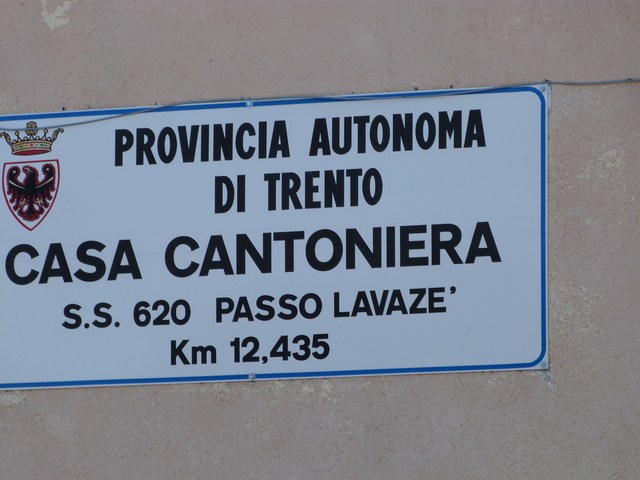 PROVINCIA AUTONOMA
DI TRENTO
CASA CANTONIERA
S.S. 620 PASSO LAVAZE'
Km 12,435